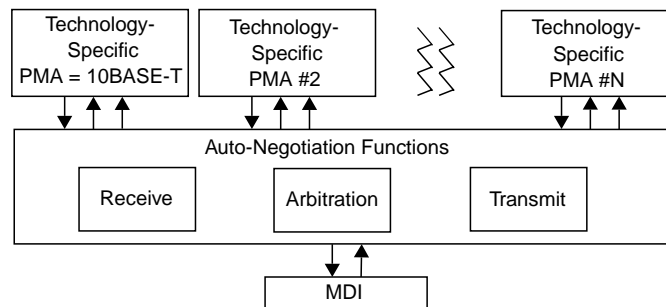 Technology-
Specific
PMA = 10BASE-T
Technology-
Specific
PMA #2
Technology-
Specific
PMA #N
Auto-Negotiation Functions
Receive
Arbitration
Transmit
MDI